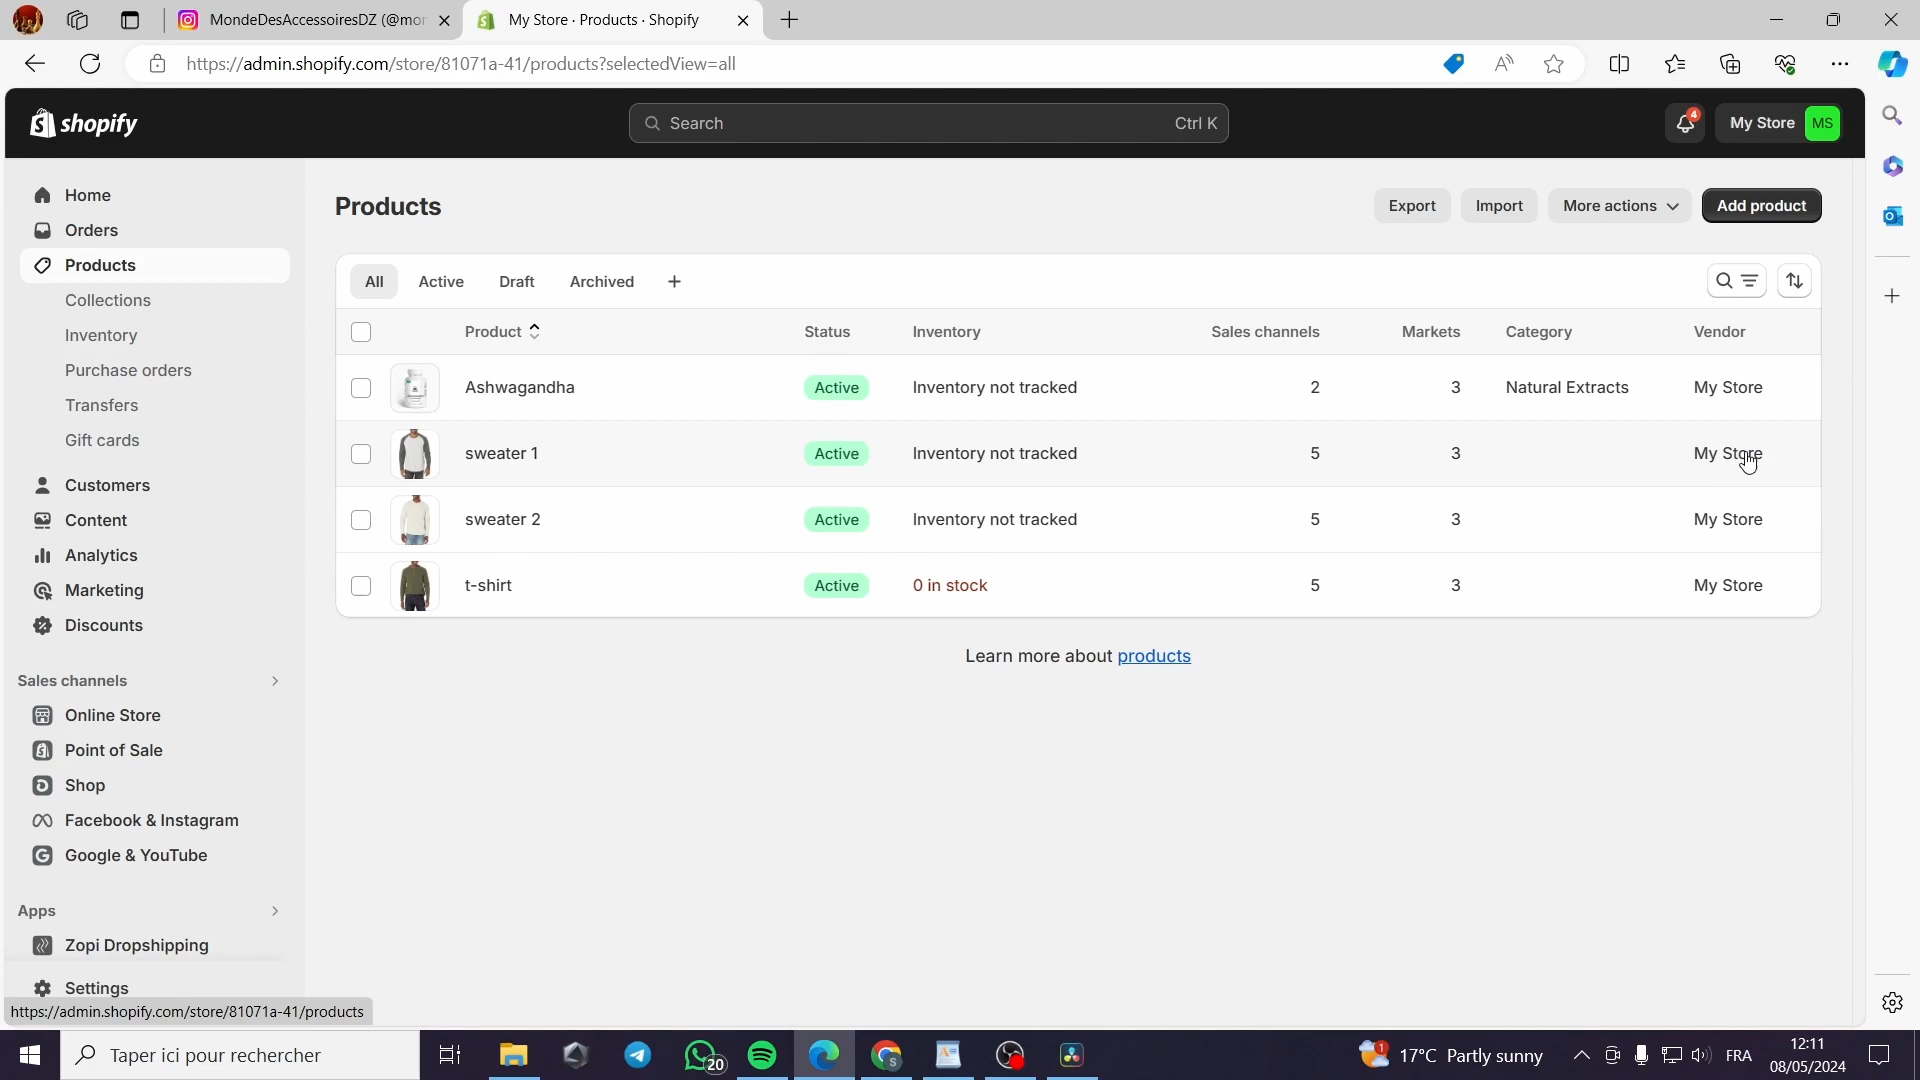 MondeDesAccessoiresDZ (@mor
My Store · Products · Shopify
https://admin.shopify.com/store/81071a-41/products?selectedView=all
shopify
Search
Ctrl K
4
My Store
MS
Home
Orders
Products
Collections
Inventory
Purchase orders
Transfers
Gift cards
Customers
Content
Analytics
Marketing
Discounts
Sales channels
Online Store
Point of Sale
Shop
Facebook & Instagram
Google & YouTube
Apps
Zopi Dropshipping
Settings
https://admin.shopify.com/store/81071a-41/products
Products
Export
Import
More actions
Add product
All
Active
Draft
Archived
Product
Status
Inventory
Sales channels
Markets
Category
Vendor
Ashwagandha
Active
Inventory not tracked
2
3
Natural Extracts
My Store
sweater 1
Active
Inventory not tracked
5
3
My Store
sweater 2
Active
Inventory not tracked
5
3
My Store
t-shirt
Active
0 in stock
5
3
My Store
Learn more about products
Taper ici pour rechercher
20
1
17°C Partly sunny
FRA
12:11
08/05/2024